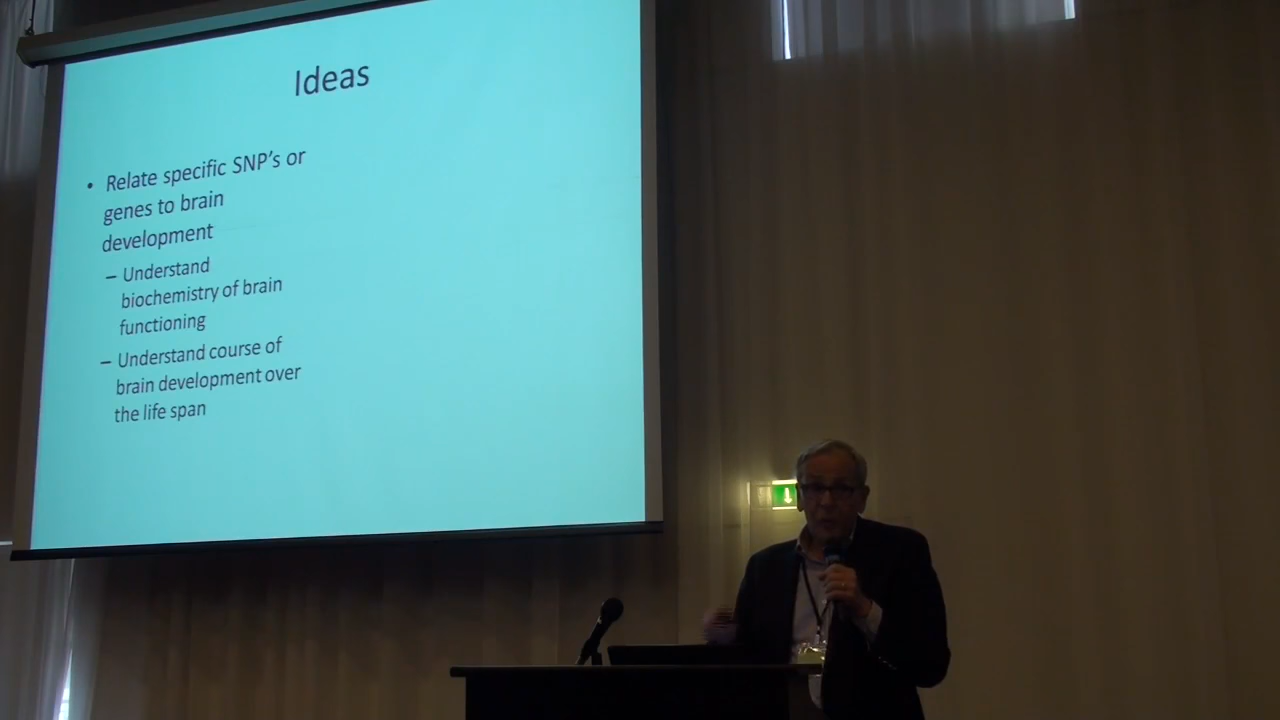 Ideas
• Relate specific SNP's or
genes to brain
development
– Understand
biochemistry of brain
functioning
– Understand course of
brain development over
the life span